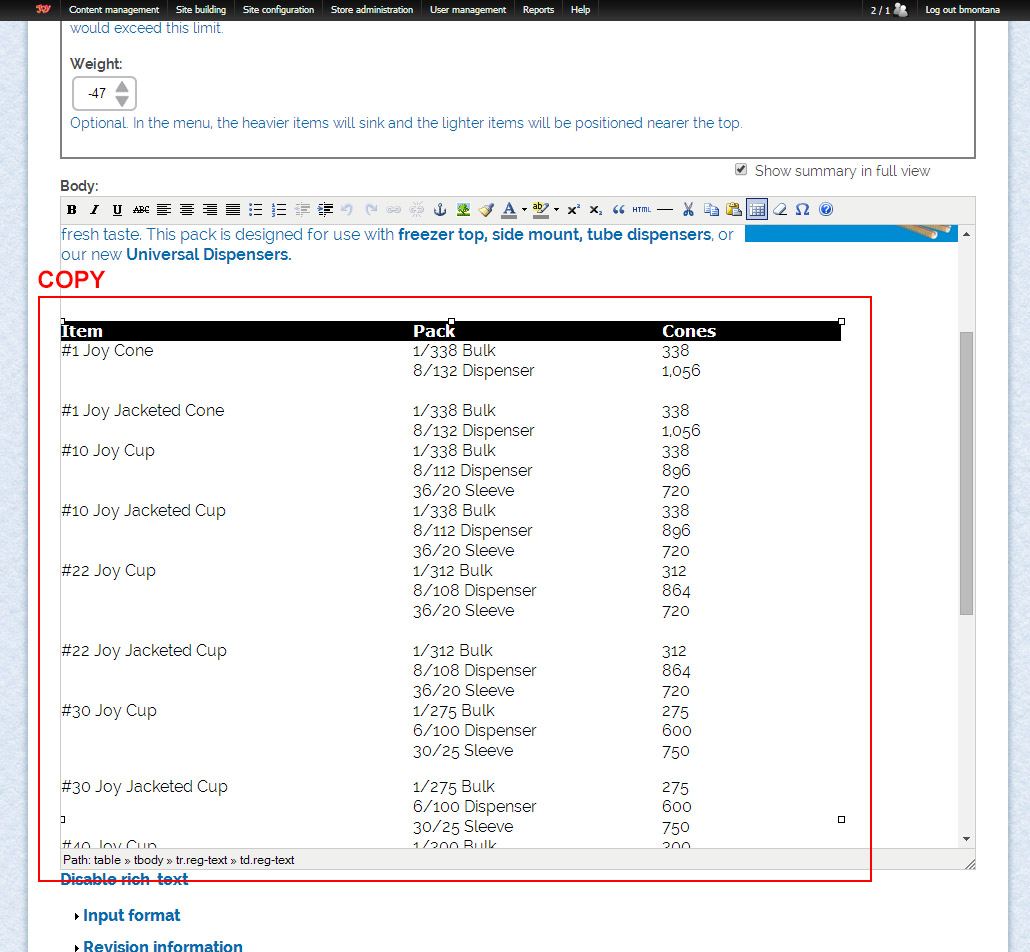 JOY Content management Site building Site configuration Store administration User management Reports Help 2 / 1 Log out bmontana
would exceed this limit.
Weight:
-47
Optional. In the menu, the heavier items will sink and the lighter items will be positioned nearer the top.
Show summary in full view
Body:
B I U ABC HTML
fresh taste. This pack is designed for use with freezer top, side mount, tube dispensers, or
our new Universal Dispensers.
COPY
Item Pack Cones
#1 Joy Cone 1/338 Bulk 338
8/132 Dispenser 1,056
#1 Joy Jacketed Cone 1/338 Bulk 338
8/132 Dispenser 1,056
#10 Joy Cup 1/338 Bulk 338
8/112 Dispenser 896
36/20 Sleeve 720
#10 Joy Jacketed Cup 1/338 Bulk 338
8/112 Dispenser 896
36/20 Sleeve 720
#22 Joy Cup 1/312 Bulk 312
8/108 Dispenser 864
36/20 Sleeve 720
#22 Joy Jacketed Cup 1/312 Bulk 312
8/108 Dispenser 864
36/20 Sleeve 720
#30 Joy Cup 1/275 Bulk 275
6/100 Dispenser 600
30/25 Sleeve 750
#30 Joy Jacketed Cup 1/275 Bulk 275
6/100 Dispenser 600
30/25 Sleeve 750
#40 Joy Cup 1/200 Bulk 200
Path: table » tbody » tr.reg-text » td.reg-text
Disable rich-text
Input format
Revision information